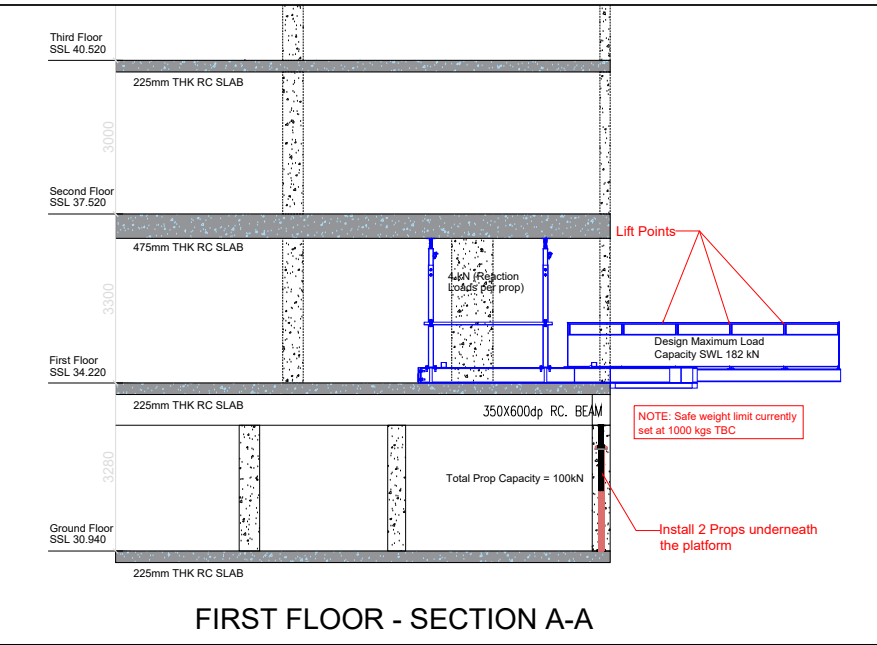 Third Floor
SSL 40.520
225mm THK RC SLAB
3000
Second Floor
SSL 37.520
475mm THK RC SLAB
Lift Points
4 kN (Reaction
Loads per prop)
3300
Design Maximum Load
Capacity SWL 182 kN
First Floor
SSL 34.220
225mm THK RC SLAB
350X600dp RC. BEAM
NOTE: Safe weight limit currently
set at 1000 kgs TBC
3280
Total Prop Capacity = 100kN
Install 2 Props underneath
the platform
Ground Floor
SSL 30.940
225mm THK RC SLAB
FIRST FLOOR - SECTION A-A